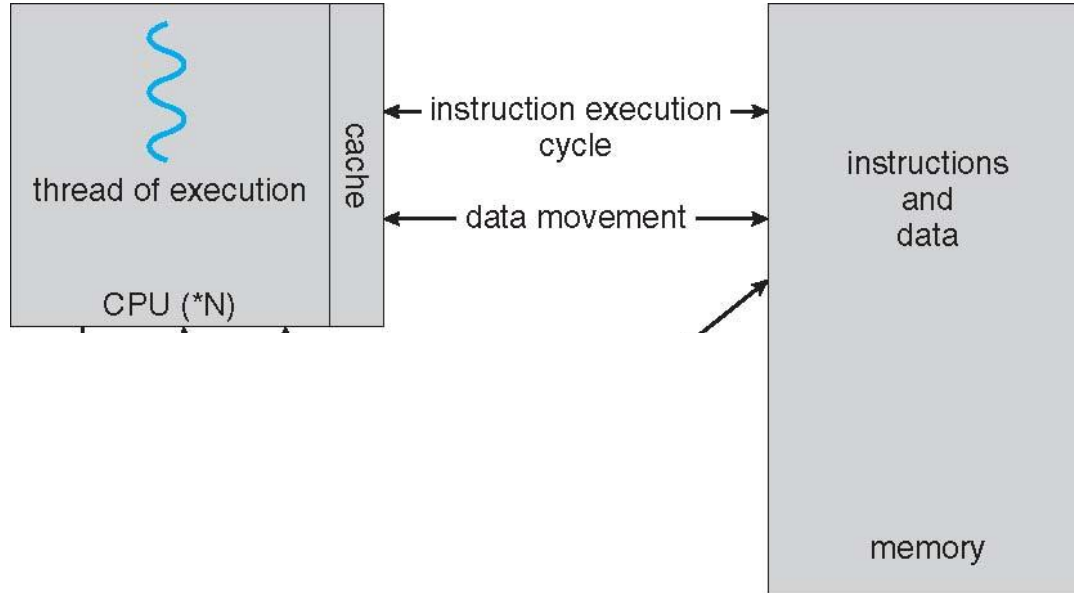 thread of execution
CPU (*N)
cache
instruction execution
cycle
data movement
instructions
and
data
memory